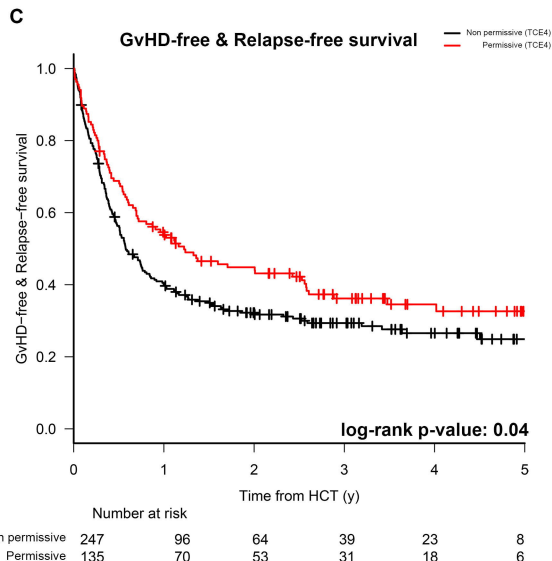 C
GvHD-free & Relapse-free survival
Non permissive (TCE4)
Permissive (TCE4)
GvHD−free & Relapse−free survival
1.0
0.8
0.6
0.4
0.2
0.0
log-rank p-value: 0.04
0 1 2 3 4 5
Time from HCT (y)
Number at risk
n permissive 247 96 64 39 23 8
Permissive 135 70 53 31 18 6